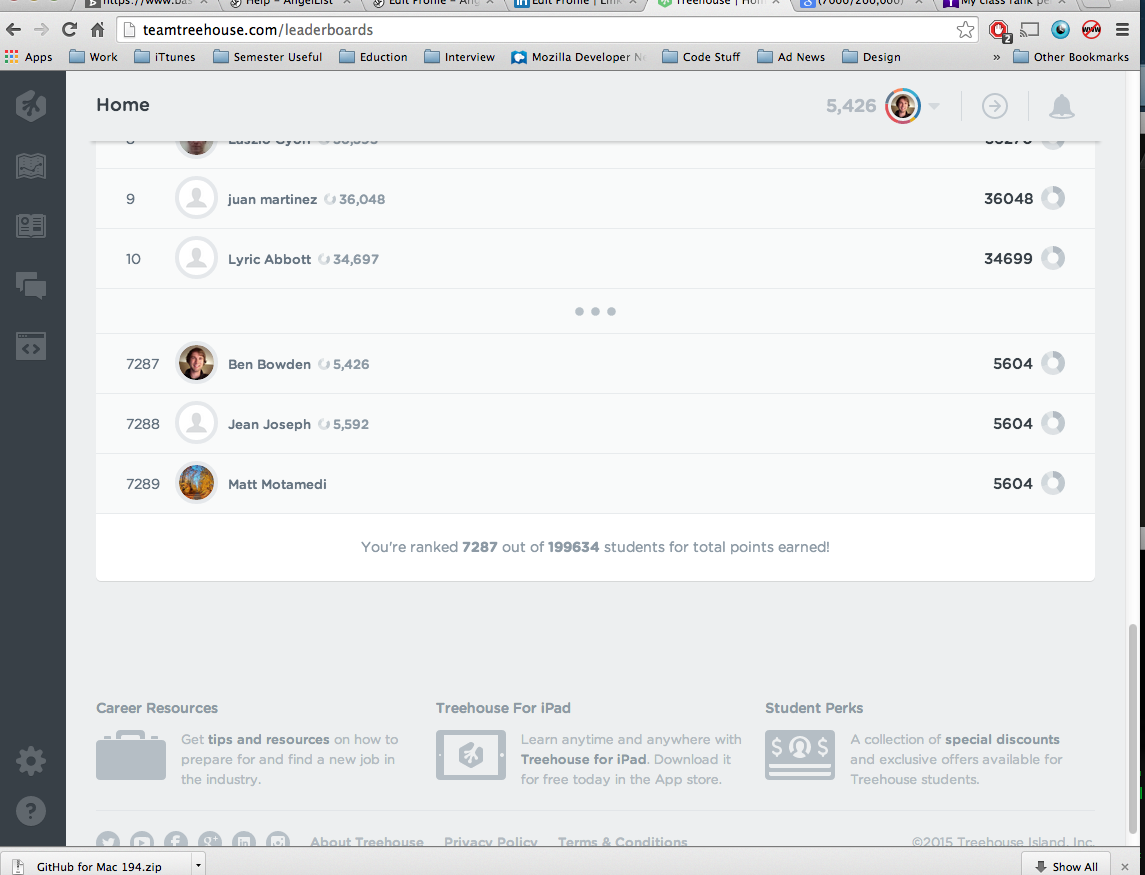 https://www.bas
Help – AngelList
Edit Profile – Ang
Edit Profile | Link
Treehouse | Hom
(7000/200,000)
My class rank pe
teamtreehouse.com/leaderboards
2
Apps Work iTtunes Semester Useful Eduction Interview Mozilla Developer Ne Code Stuff Ad News Design » Other Bookmarks
Home 5,426
9 juan martinez 36,048 36048
10 Lyric Abbott 34,697 34699
7287 Ben Bowden 5,426 5604
7288 Jean Joseph 5,592 5604
7289 Matt Motamedi 5604
You're ranked 7287 out of 199634 students for total points earned!
Career Resources
Get tips and resources on how to
prepare for and find a new job in
the industry.
Treehouse For iPad
Learn anytime and anywhere with
Treehouse for iPad. Download it
for free today in the App store.
Student Perks
A collection of special discounts
and exclusive offers available for
Treehouse students.
About Treehouse Privacy Policy Terms & Conditions ©2015 Treehouse Island, Inc.
GitHub for Mac 194.zip Show All